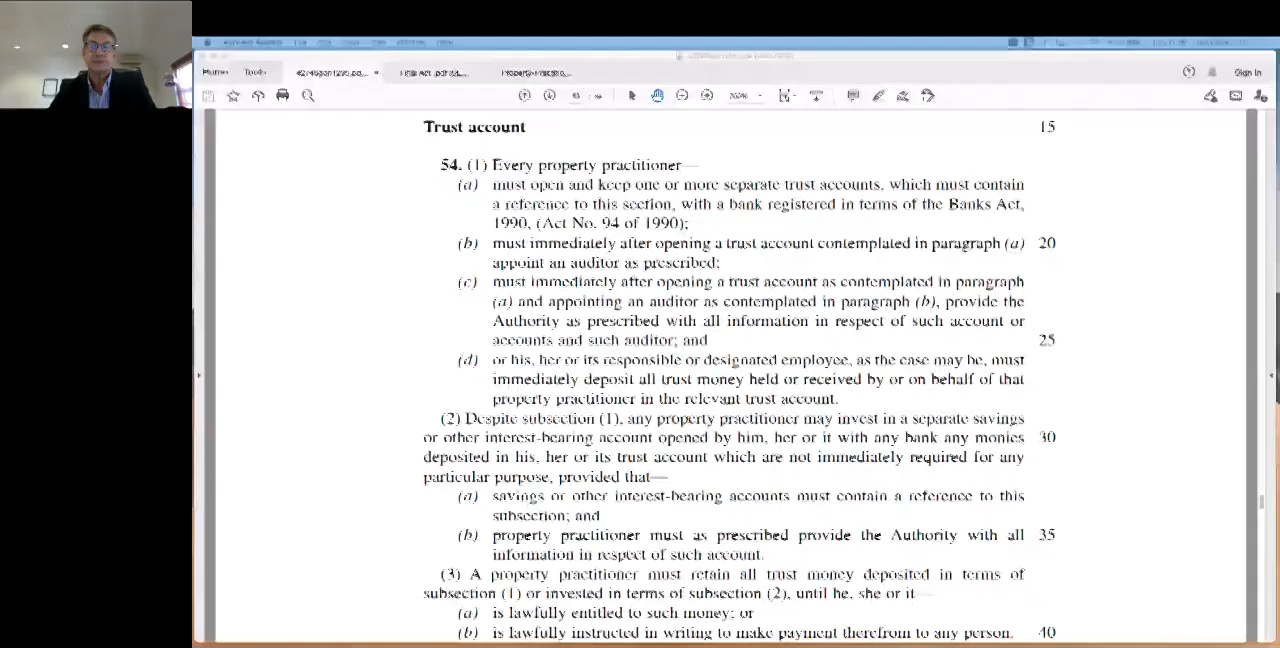 Home Tools
Sign In
Trust account 15
54. (1) Every property practitioner—
(a) must open and keep one or more separate trust accounts, which must contain
a reference to this section, with a bank registered in terms of the Banks Act,
1990, (Act No. 94 of 1990);
(b) must immediately after opening a trust account contemplated in paragraph (a) 20
appoint an auditor as prescribed;
(c) must immediately after opening a trust account as contemplated in paragraph
(a) and appointing an auditor as contemplated in paragraph (b), provide the
Authority as prescribed with all information in respect of such account or
accounts and such auditor; and 25
(d) or his, her or its responsible or designated employee, as the case may be, must
immediately deposit all trust money held or received by or on behalf of that
property practitioner in the relevant trust account.
(2) Despite subsection (1), any property practitioner may invest in a separate savings
or other interest-bearing account opened by him, her or it with any bank any monies 30
deposited in his, her or its trust account which are not immediately required for any
particular purpose, provided that—
(a) savings or other interest-bearing accounts must contain a reference to this
subsection; and
(b) property practitioner must as prescribed provide the Authority with all 35
information in respect of such account.
(3) A property practitioner must retain all trust money deposited in terms of
subsection (1) or invested in terms of subsection (2), until he, she or it—
(a) is lawfully entitled to such money; or
(b) is lawfully instructed in writing to make payment therefrom to any person. 40